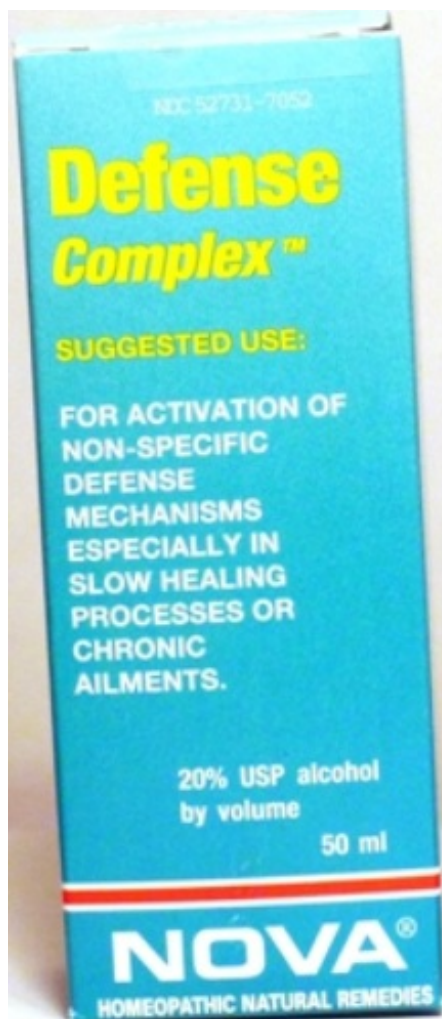 NDC 52731-7052
Defense
Complex™
SUGGESTED USE:
FOR ACTIVATION OF
NON-SPECIFIC
DEFENSE
MECHANISMS
ESPECIALLY IN
SLOW HEALING
PROCESSES OR
CHRONIC
AILMENTS.
20% USP alcohol
by volume
50 ml
NOVA®
HOMEOPATHIC NATURAL REMEDIES